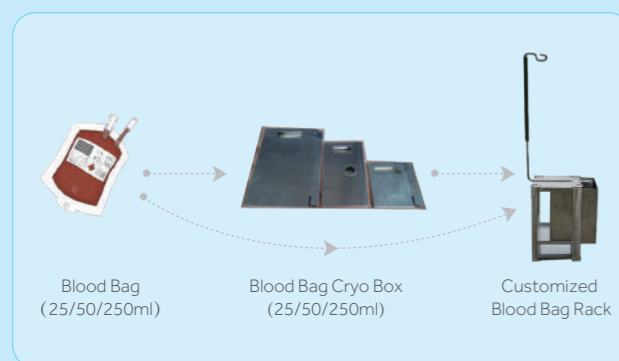 Blood Bag
(25/50/250ml)
Blood Bag Cryo Box
(25/50/250ml)
Customized
Blood Bag Rack